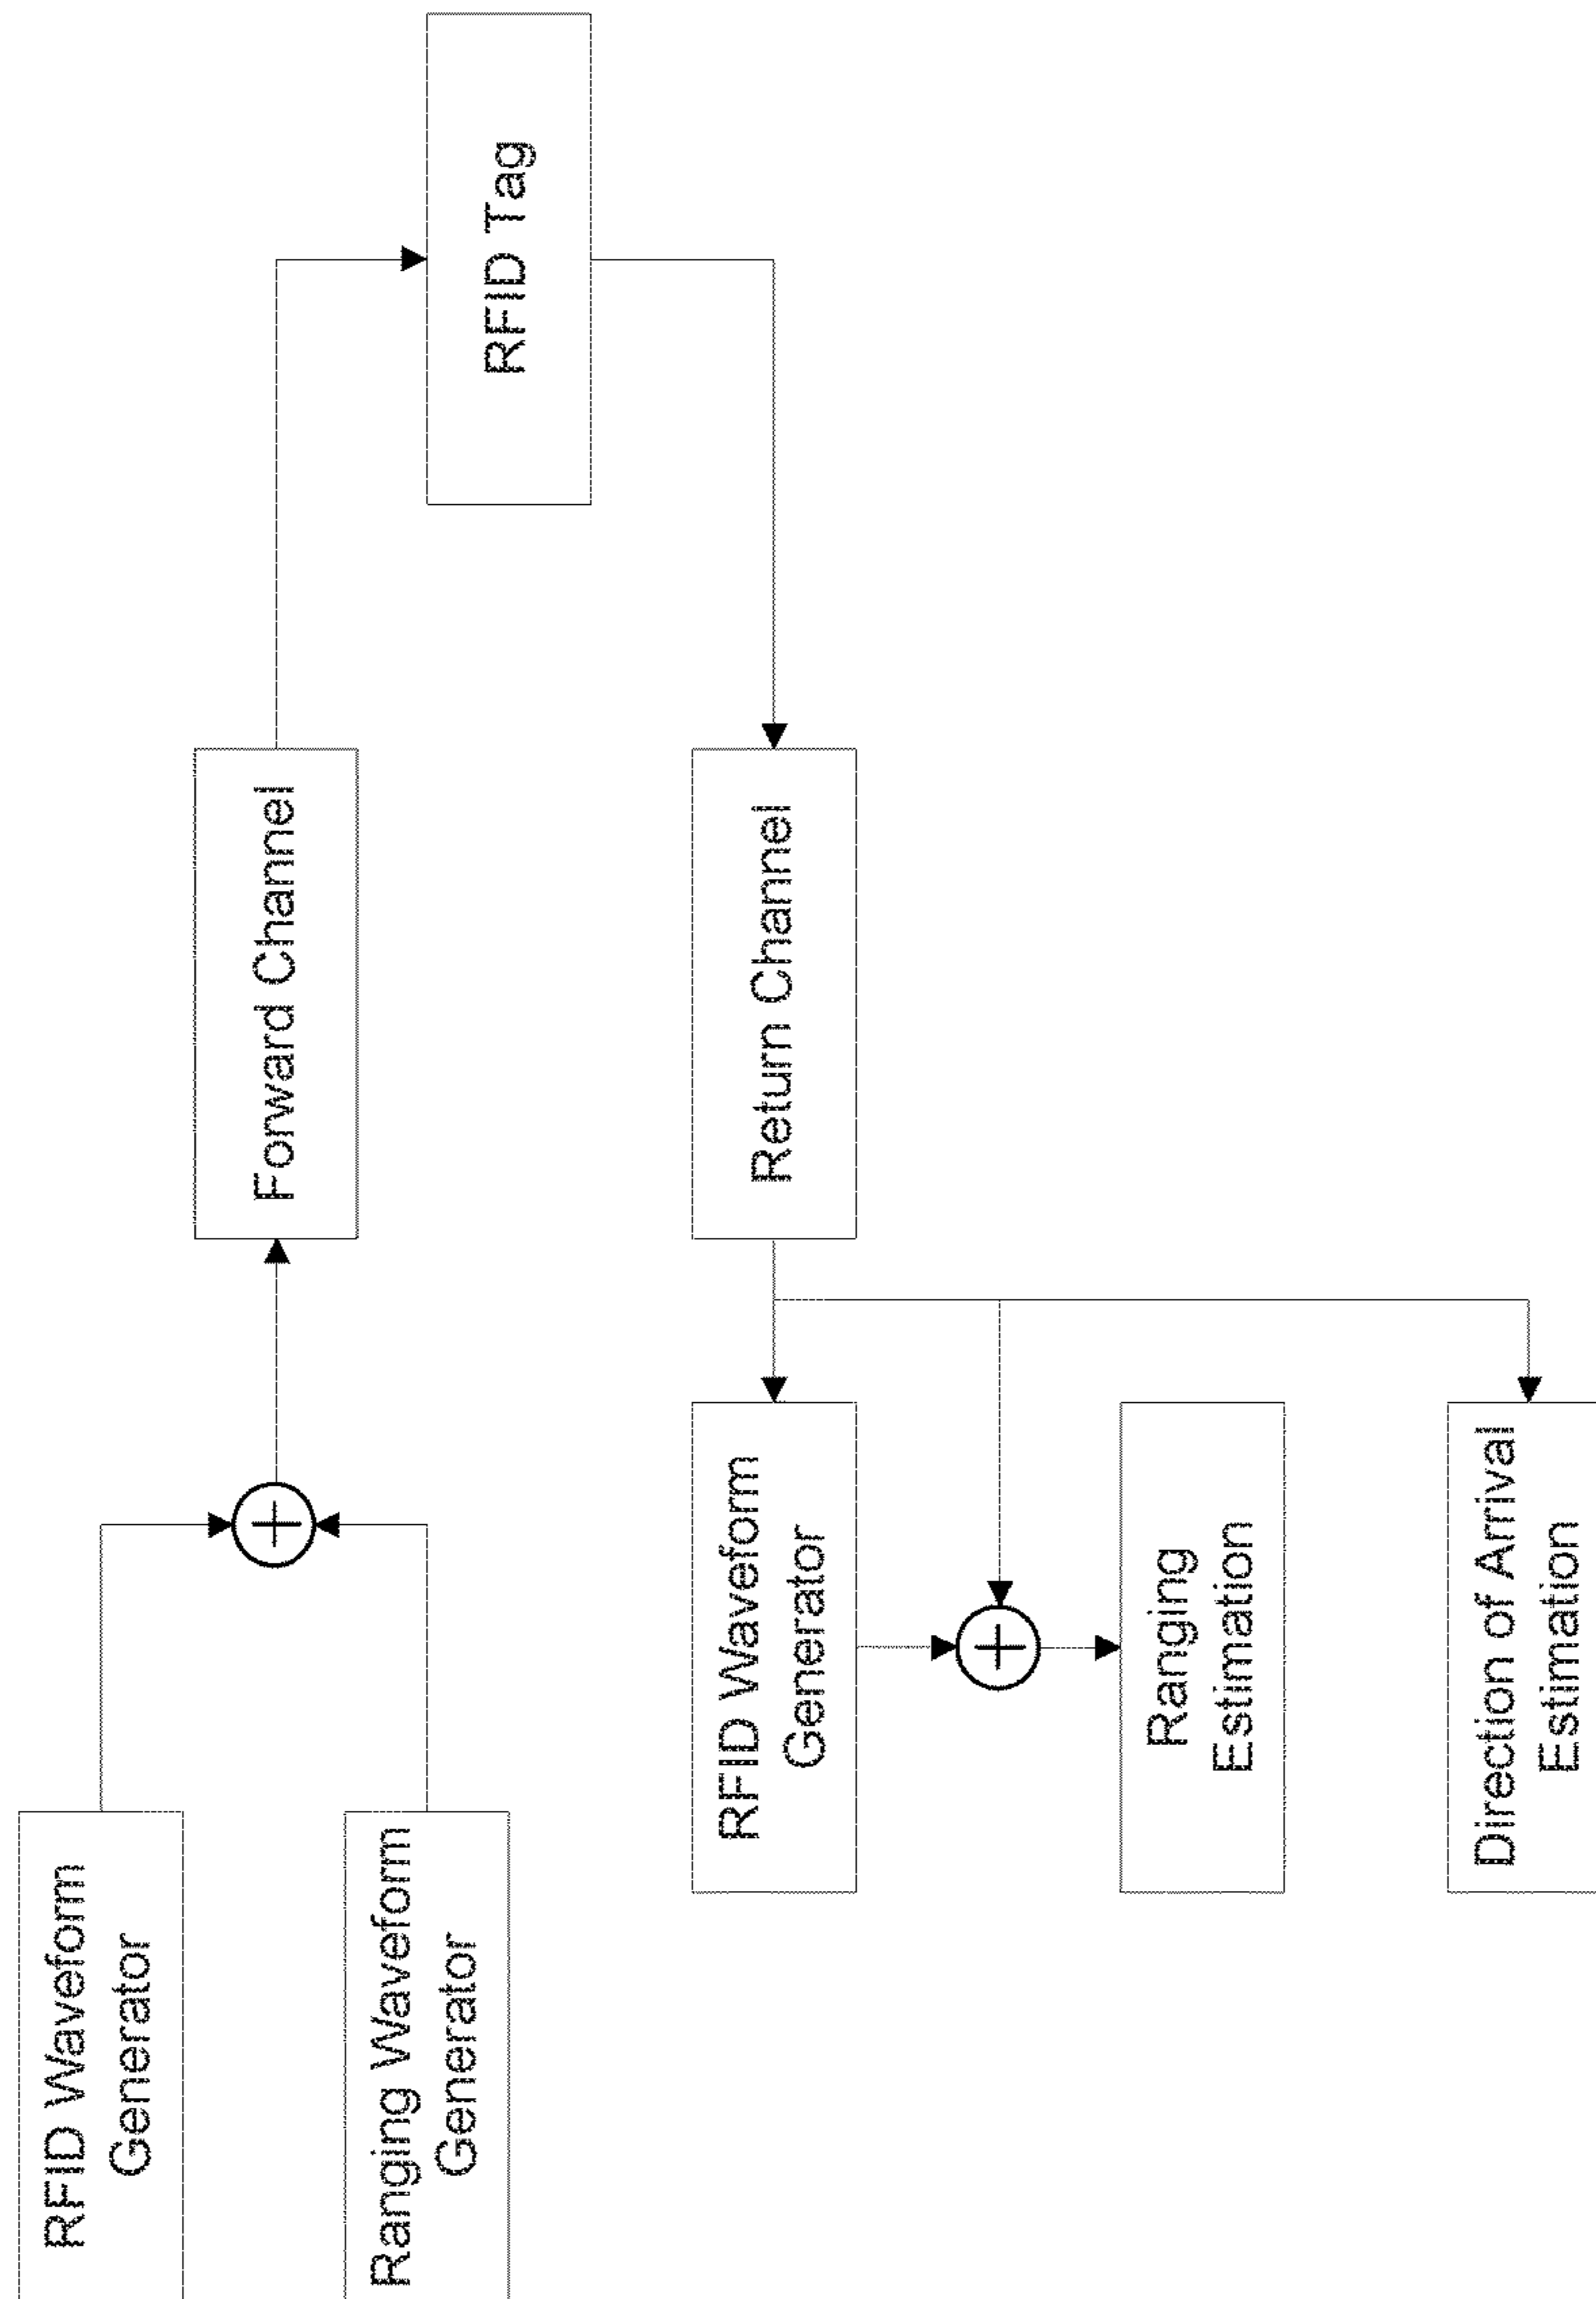 RFID Waveform
Generator
Ranging Waveform
Generator
Forward Channel
RFID Tag
Return Channel
RFID Waveform
Generator
Ranging
Estimation
Direction of Arrival
Estimation